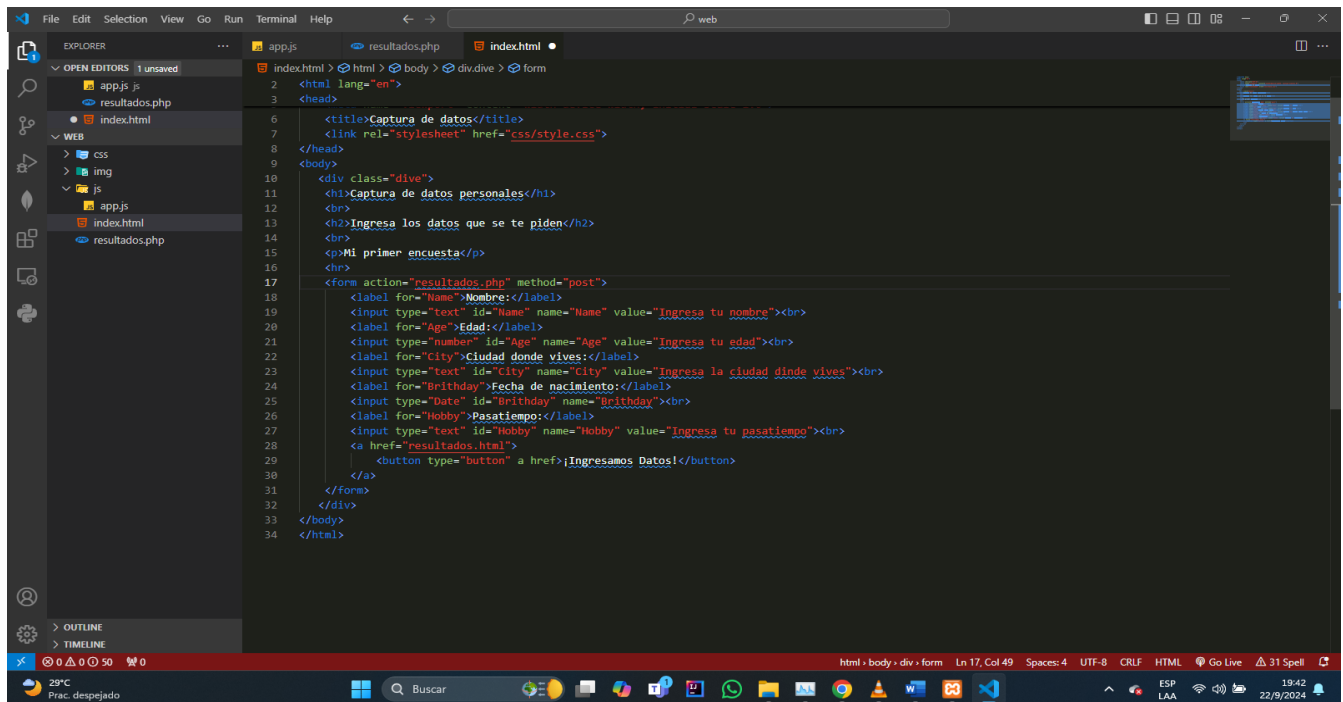 File Edit Selection View Go Run Terminal Help
web
EXPLORER
app.js
resultados.php
index.html
OPEN EDITORS 1 unsaved
app.js js
resultados.php
index.html
WEB
css
img
js
app.js
index.html
resultados.php
OUTLINE
TIMELINE
index.html > html > body > div.dive > form
2 <html lang="en">
3 <head>
6 <title>Captura de datos</title>
7 <link rel="stylesheet" href="css/style.css">
8 </head>
9 <body>
10 <div class="dive">
11 <h1>Captura de datos personales</h1>
12 <br>
13 <h2>Ingresa los datos que se te piden</h2>
14 <br>
15 <p>Mi primer encuesta</p>
16 <hr>
17 <form action="resultados.php" method="post">
18 <label for="Name">Nombre:</label>
19 <input type="text" id="Name" name="Name" value="Ingresa tu nombre"><br>
20 <label for="Age">Edad:</label>
21 <input type="number" id="Age" name="Age" value="Ingresa tu edad"><br>
22 <label for="City">Ciudad donde vives:</label>
23 <input type="text" id="City" name="City" value="Ingresa la ciudad dinde vives"><br>
24 <label for="Brithday">Fecha de nacimiento:</label>
25 <input type="Date" id="Brithday" name="Brithday"><br>
26 <label for="Hobby">Pasatiempo:</label>
27 <input type="text" id="Hobby" name="Hobby" value="Ingresa tu pasatiempo"><br>
28 <a href="resultados.html">
29 <button type="button" a href>¡Ingresamos Datos!</button>
30 </a>
31 </form>
32 </div>
33 </body>
34 </html>
0 0 50 0
html > body > div > form Ln 17, Col 49 Spaces: 4 UTF-8 CRLF HTML Go Live 31 Spell
29°C
Prac. despejado
Buscar
ESP
LAA
19:42
22/9/2024